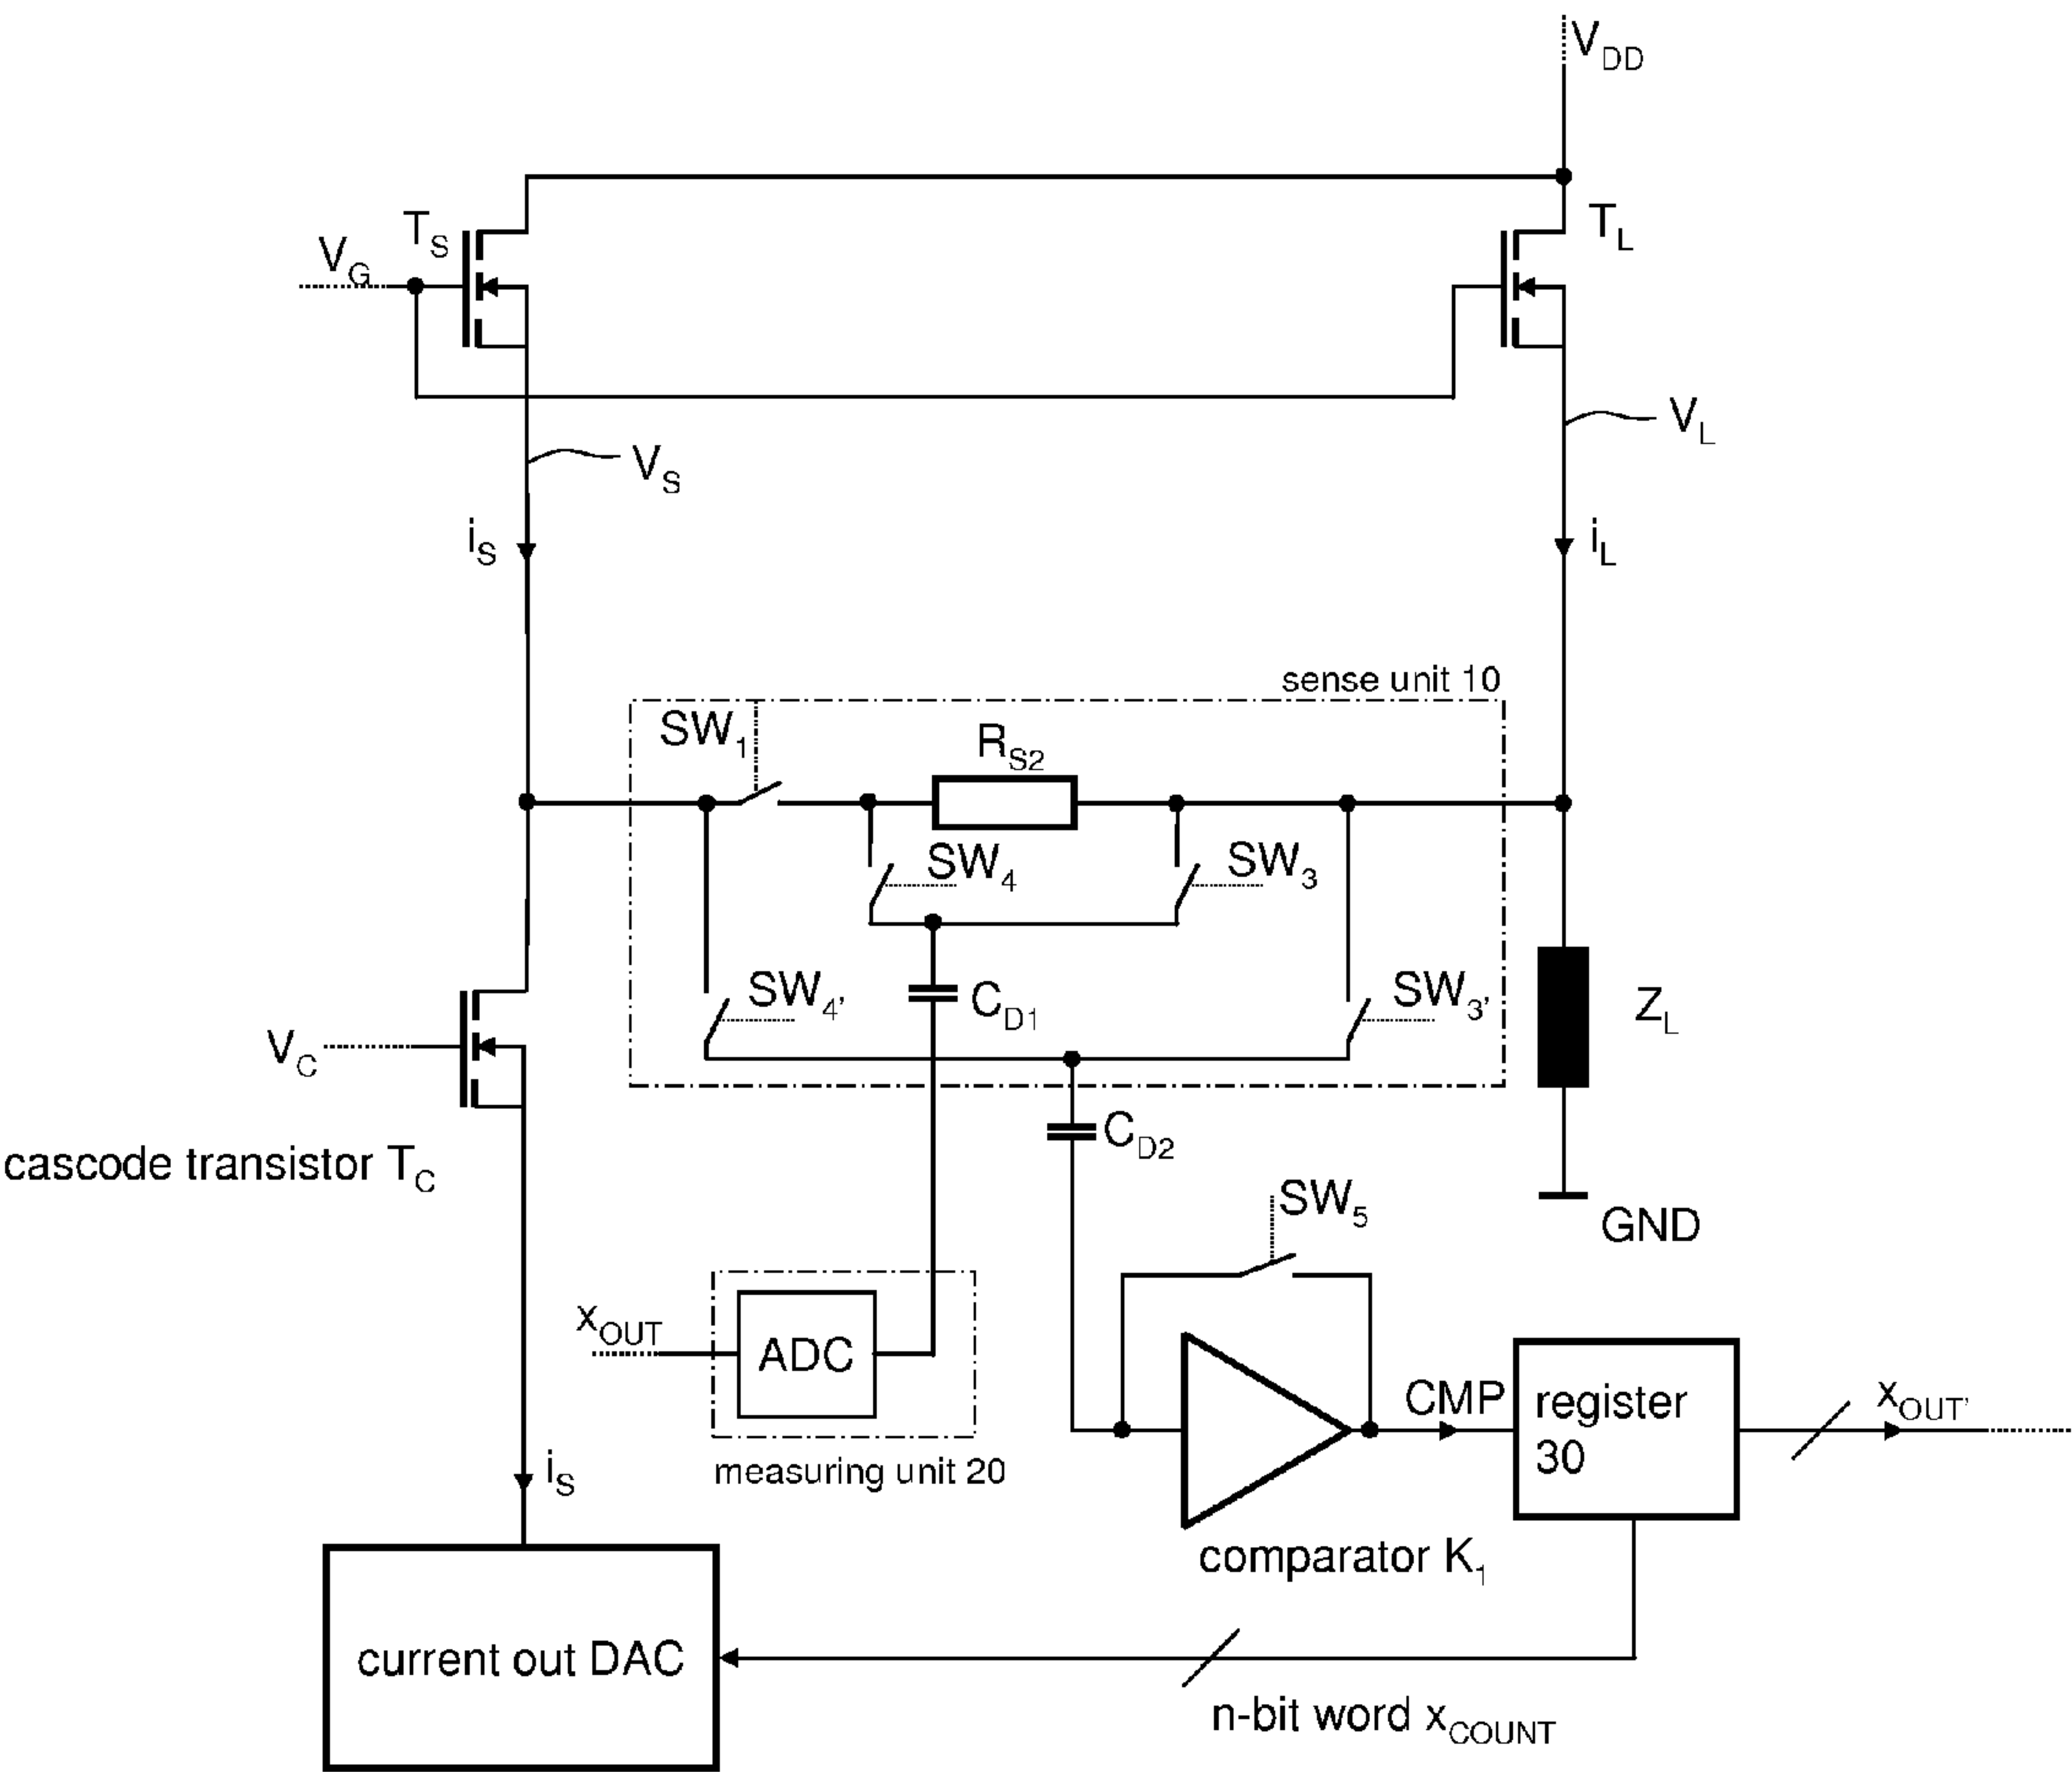 VDD
TS
TL
VG
VL
VS
iS
iL
sense unit 10
SW1
RS2
SW4
SW3
SW4'
CD1
SW3'
ZL
VC
CD2
cascode transistor TC
SW5
GND
xOUT
ADC
CMP
register
30
xOUT'
measuring unit 20
iS
comparator K1
current out DAC
n-bit word xCOUNT